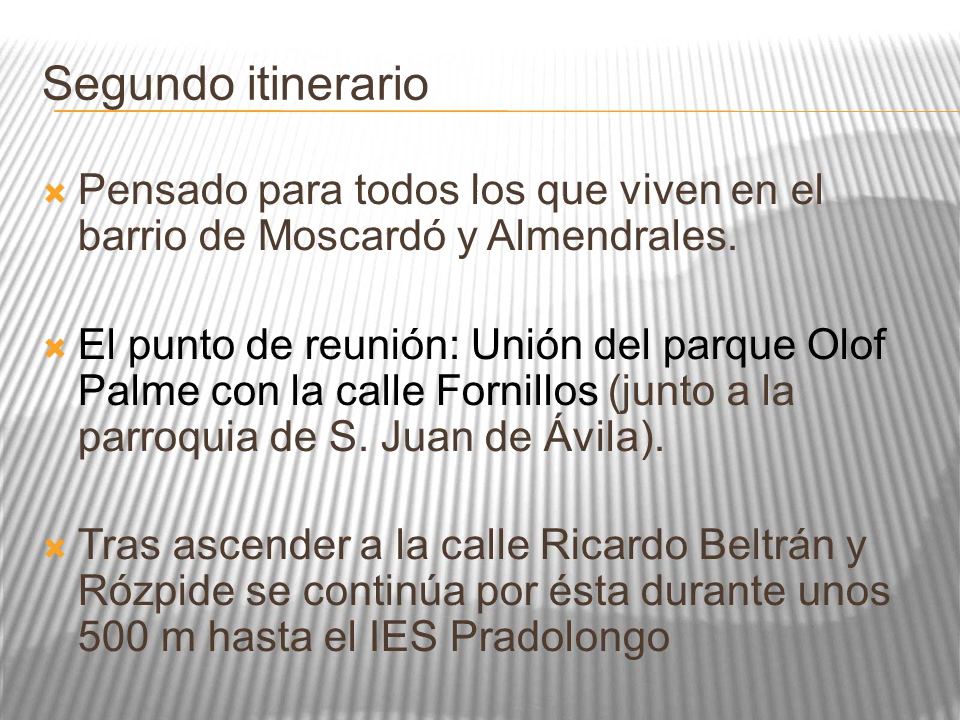 Segundo itinerario
Pensado para todos los que viven en el
barrio de Moscardó y Almendrales.
El punto de reunión: Unión del parque Olof
Palme con la calle Fornillos (junto a la
parroquia de S. Juan de Ávila).
Tras ascender a la calle Ricardo Beltrán y
Rózpide se continúa por ésta durante unos
500 m hasta el IES Pradolongo